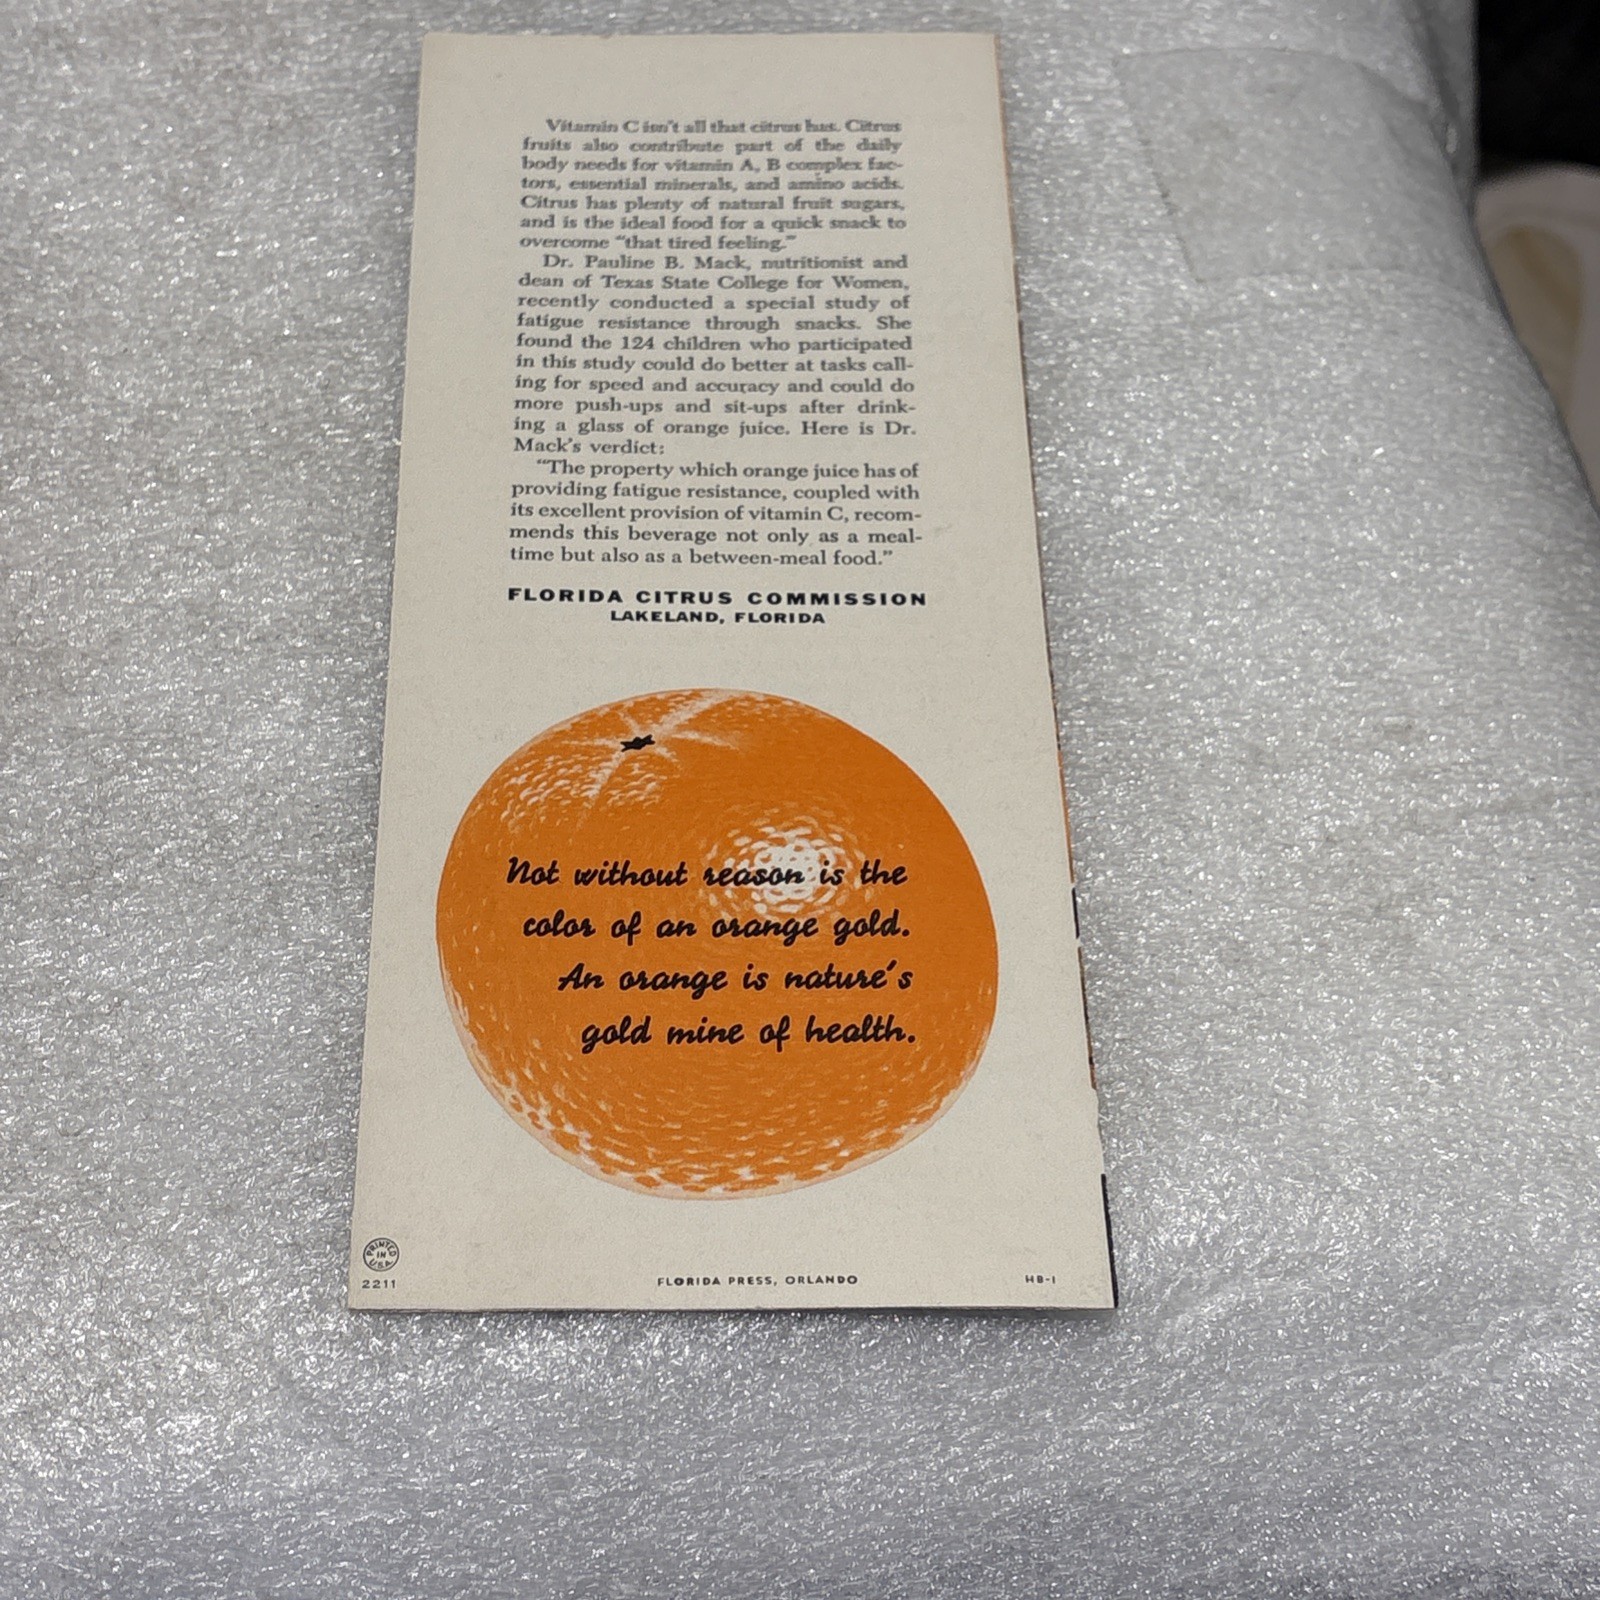 Vitamin C isn't all that citrus has. Citrus
fruits also contribute part of the daily
body needs for vitamin A, B complex fac-
tors, essential minerals, and amino acids.
Citrus has plenty of natural fruit sugars,
and is the ideal food for a quick snack to
overcome "that tired feeling."
Dr. Pauline B. Mack, nutritionist and
dean of Texas State College for Women,
recently conducted a special study of
fatigue resistance through snacks. She
found the 124 children who participated
in this study could do better at tasks call-
ing for speed and accuracy and could do
more push-ups and sit-ups after drink-
ing a glass of orange juice. Here is Dr.
Mack's verdict:
"The property which orange juice has of
providing fatigue resistance, coupled with
its excellent provision of vitamin C, recom-
mends this beverage not only as a meal-
time but also as a between-meal food."
FLORIDA CITRUS COMMISSION
LAKELAND, FLORIDA
Not without reason is the
color of an orange gold.
An orange is nature's
gold mine of health.
PRINTED
IN
U.S.A.
2211
FLORIDA PRESS, ORLANDO
HB-1